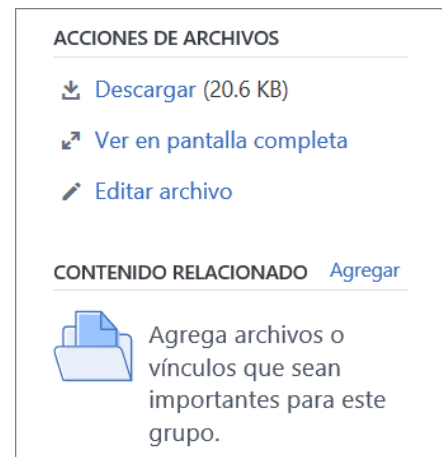 ACCIONES DE ARCHIVOS
Descargar (20.6 KB)
Ver en pantalla completa
Editar archivo
CONTENIDO RELACIONADO Agregar
Agrega archivos o
vínculos que sean
importantes para este
grupo.